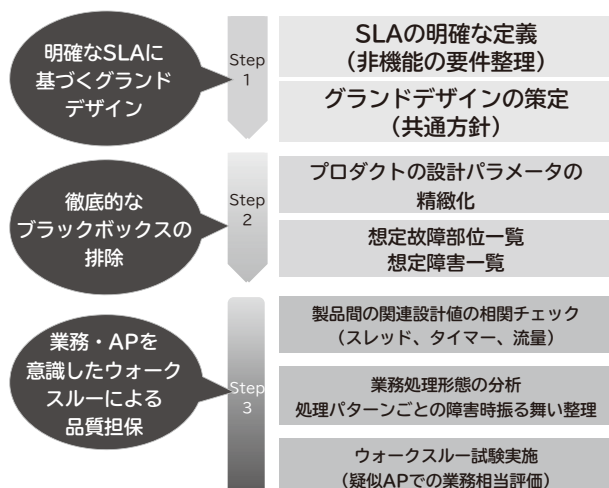 明確なSLAに
基づくグランド
デザイン
Step
1
SLAの明確な定義
(非機能の要件整理)
グランドデザインの策定
(共通方針)
徹底的な
ブラックボックスの
排除
Step
2
プロダクトの設計パラメータの
精緻化
想定故障部位一覧
想定障害一覧
業務・APを
意識したウォーク
スルーによる
品質担保
Step
3
製品間の関連設計値の相関チェック
(スレッド、タイマー、流量)
業務処理形態の分析
処理パターンごとの障害時振る舞い整理
ウォークスルー試験実施
(疑似APでの業務相当評価)